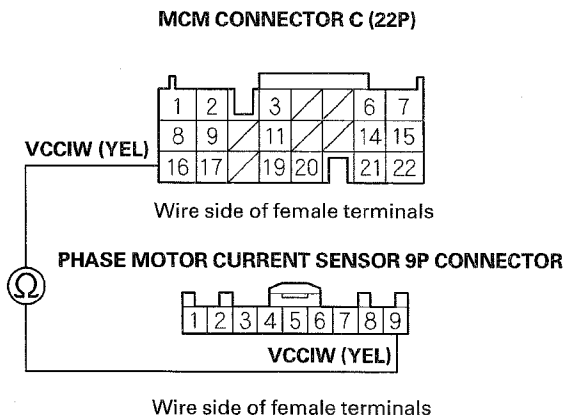 MCM CONNECTOR C (22P)
1 2 3 6 7
8 9 11 14 15
VCCIW (YEL)
16 17 19 20 21 22
Wire side of female terminals
PHASE MOTOR CURRENT SENSOR 9P CONNECTOR
Ω
1 2 3 4 5 6 7 8 9
VCCIW (YEL)
Wire side of female terminals